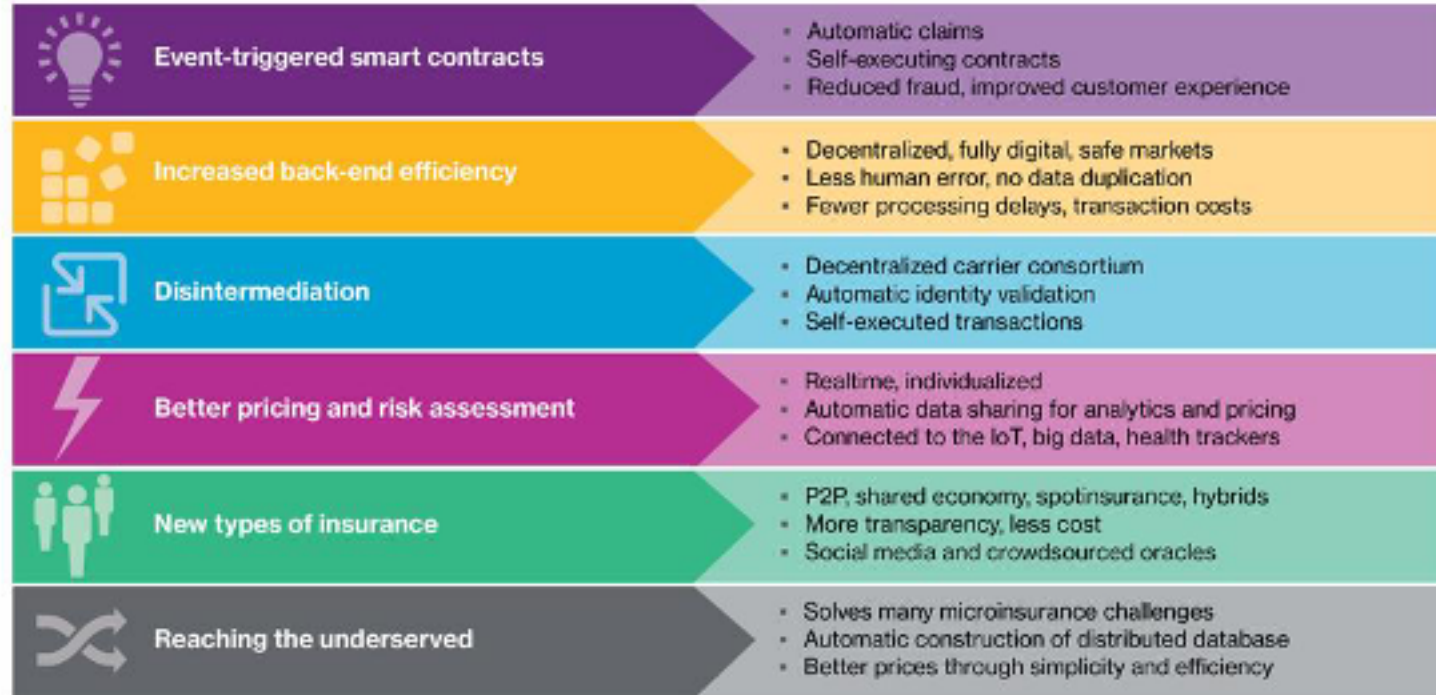 Event-triggered smart contracts
• Automatic claims
• Self-executing contracts
• Reduced fraud, improved customer experience
Increased back-end efficiency
• Decentralized, fully digital, safe markets
• Less human error, no data duplication
• Fewer processing delays, transaction costs
Disintermediation
• Decentralized carrier consortium
• Automatic identity validation
• Self-executed transactions
Better pricing and risk assessment
• Realtime, individualized
• Automatic data sharing for analytics and pricing
• Connected to the IoT, big data, health trackers
New types of insurance
• P2P, shared economy, spotinsurance, hybrids
• More transparency, less cost
• Social media and crowdsourced oracles
Reaching the underserved
• Solves many microinsurance challenges
• Automatic construction of distributed database
• Better prices through simplicity and efficiency